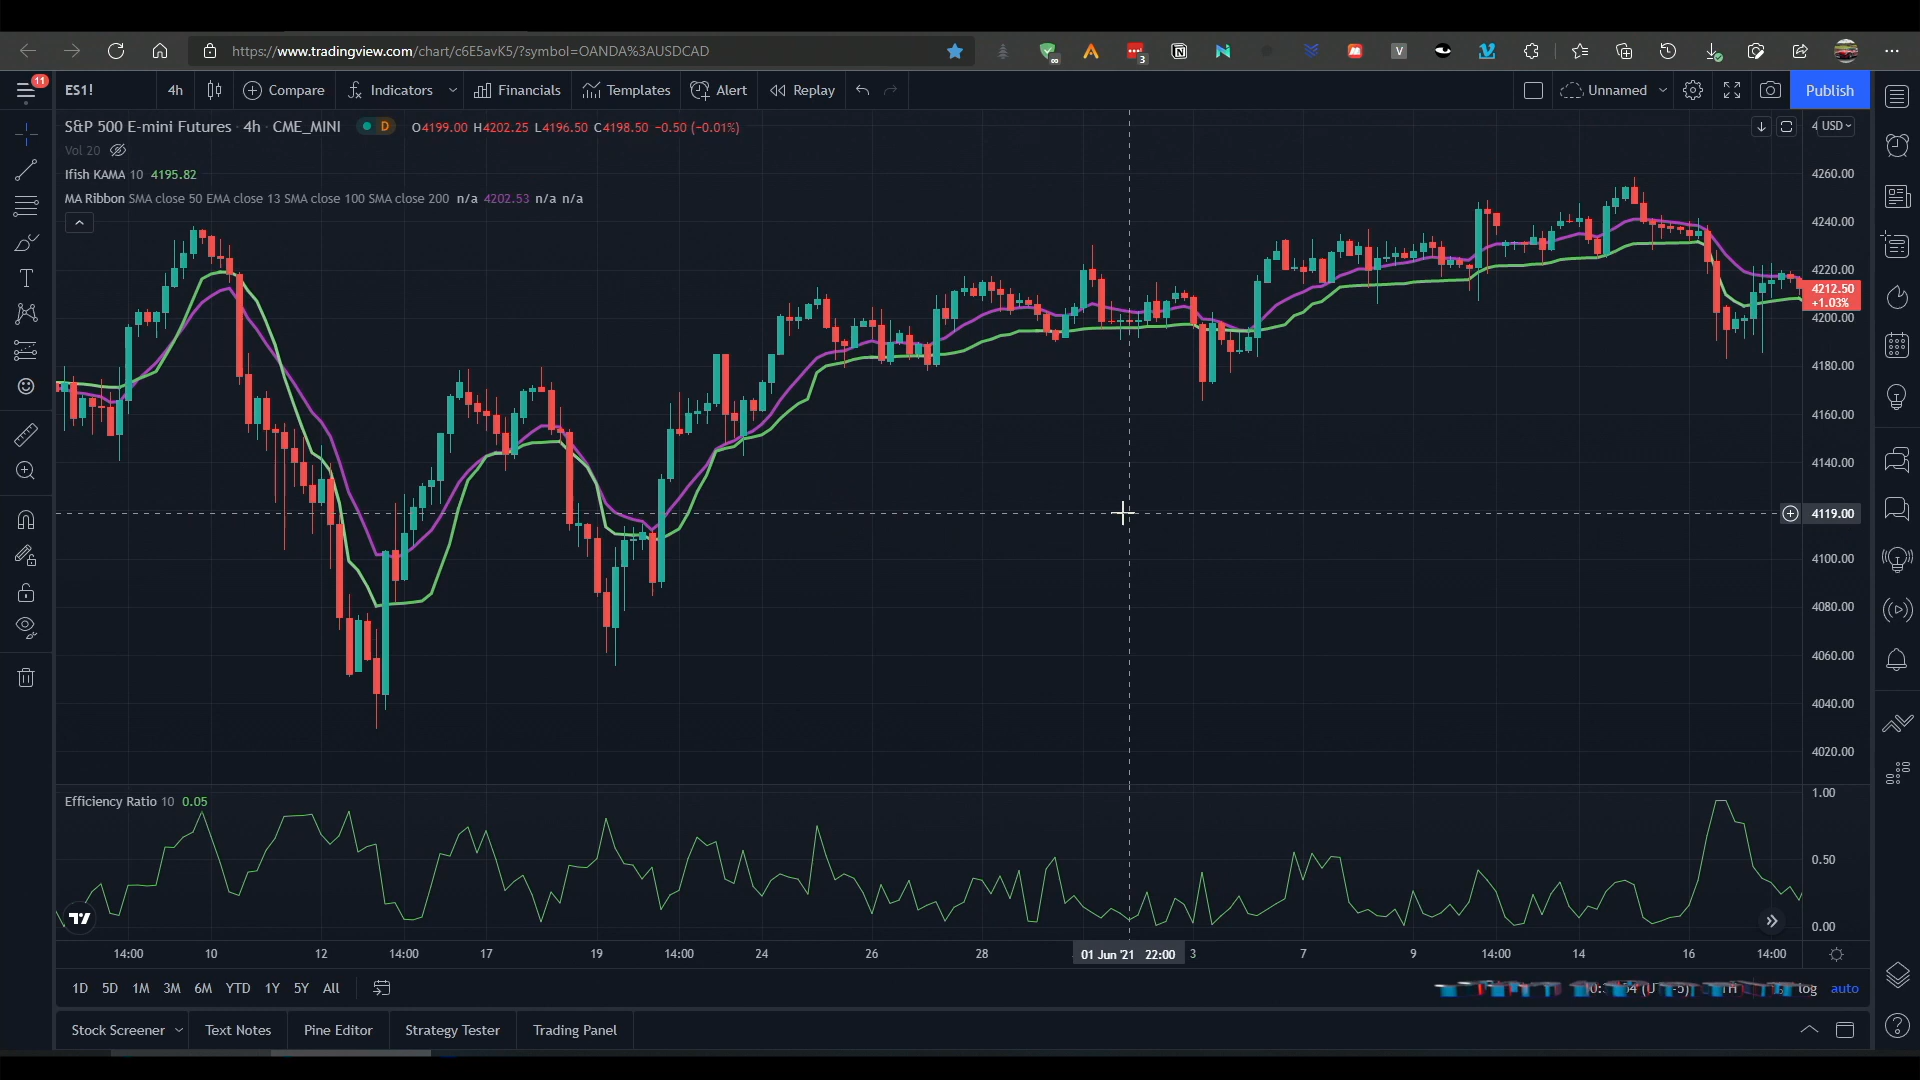 https://www.tradingview.com/chart/c6E5avK5/?symbol=OANDA%3AUSDCAD
∞
3
V
11
ES1!
4h
Compare
Indicators
Financials
Templates
Alert
Replay
Unnamed
Publish
S&P 500 E-mini Futures · 4h · CME_MINI
D
O4199.00 H4202.25 L4196.50 C4198.50 −0.50 (−0.01%)
USD
Vol 20
Ifish KAMA 10 4195.82
MA Ribbon SMA close 50 EMA close 13 SMA close 100 SMA close 200 n/a 4202.53 n/a n/a
4260.00
4240.00
4220.00
4212.50
+1.03%
4200.00
4180.00
4160.00
4140.00
4119.00
4100.00
4080.00
4060.00
4040.00
4020.00
Efficiency Ratio 10 0.05
1.00
0.50
0.00
14:00 10 12 14:00 17 19 14:00 24 26 28 01 Jun '21 22:00 3 7 9 14:00 14 16 14:00
1D 5D 1M 3M 6M YTD 1Y 5Y All
log auto
Stock Screener Text Notes Pine Editor Strategy Tester Trading Panel